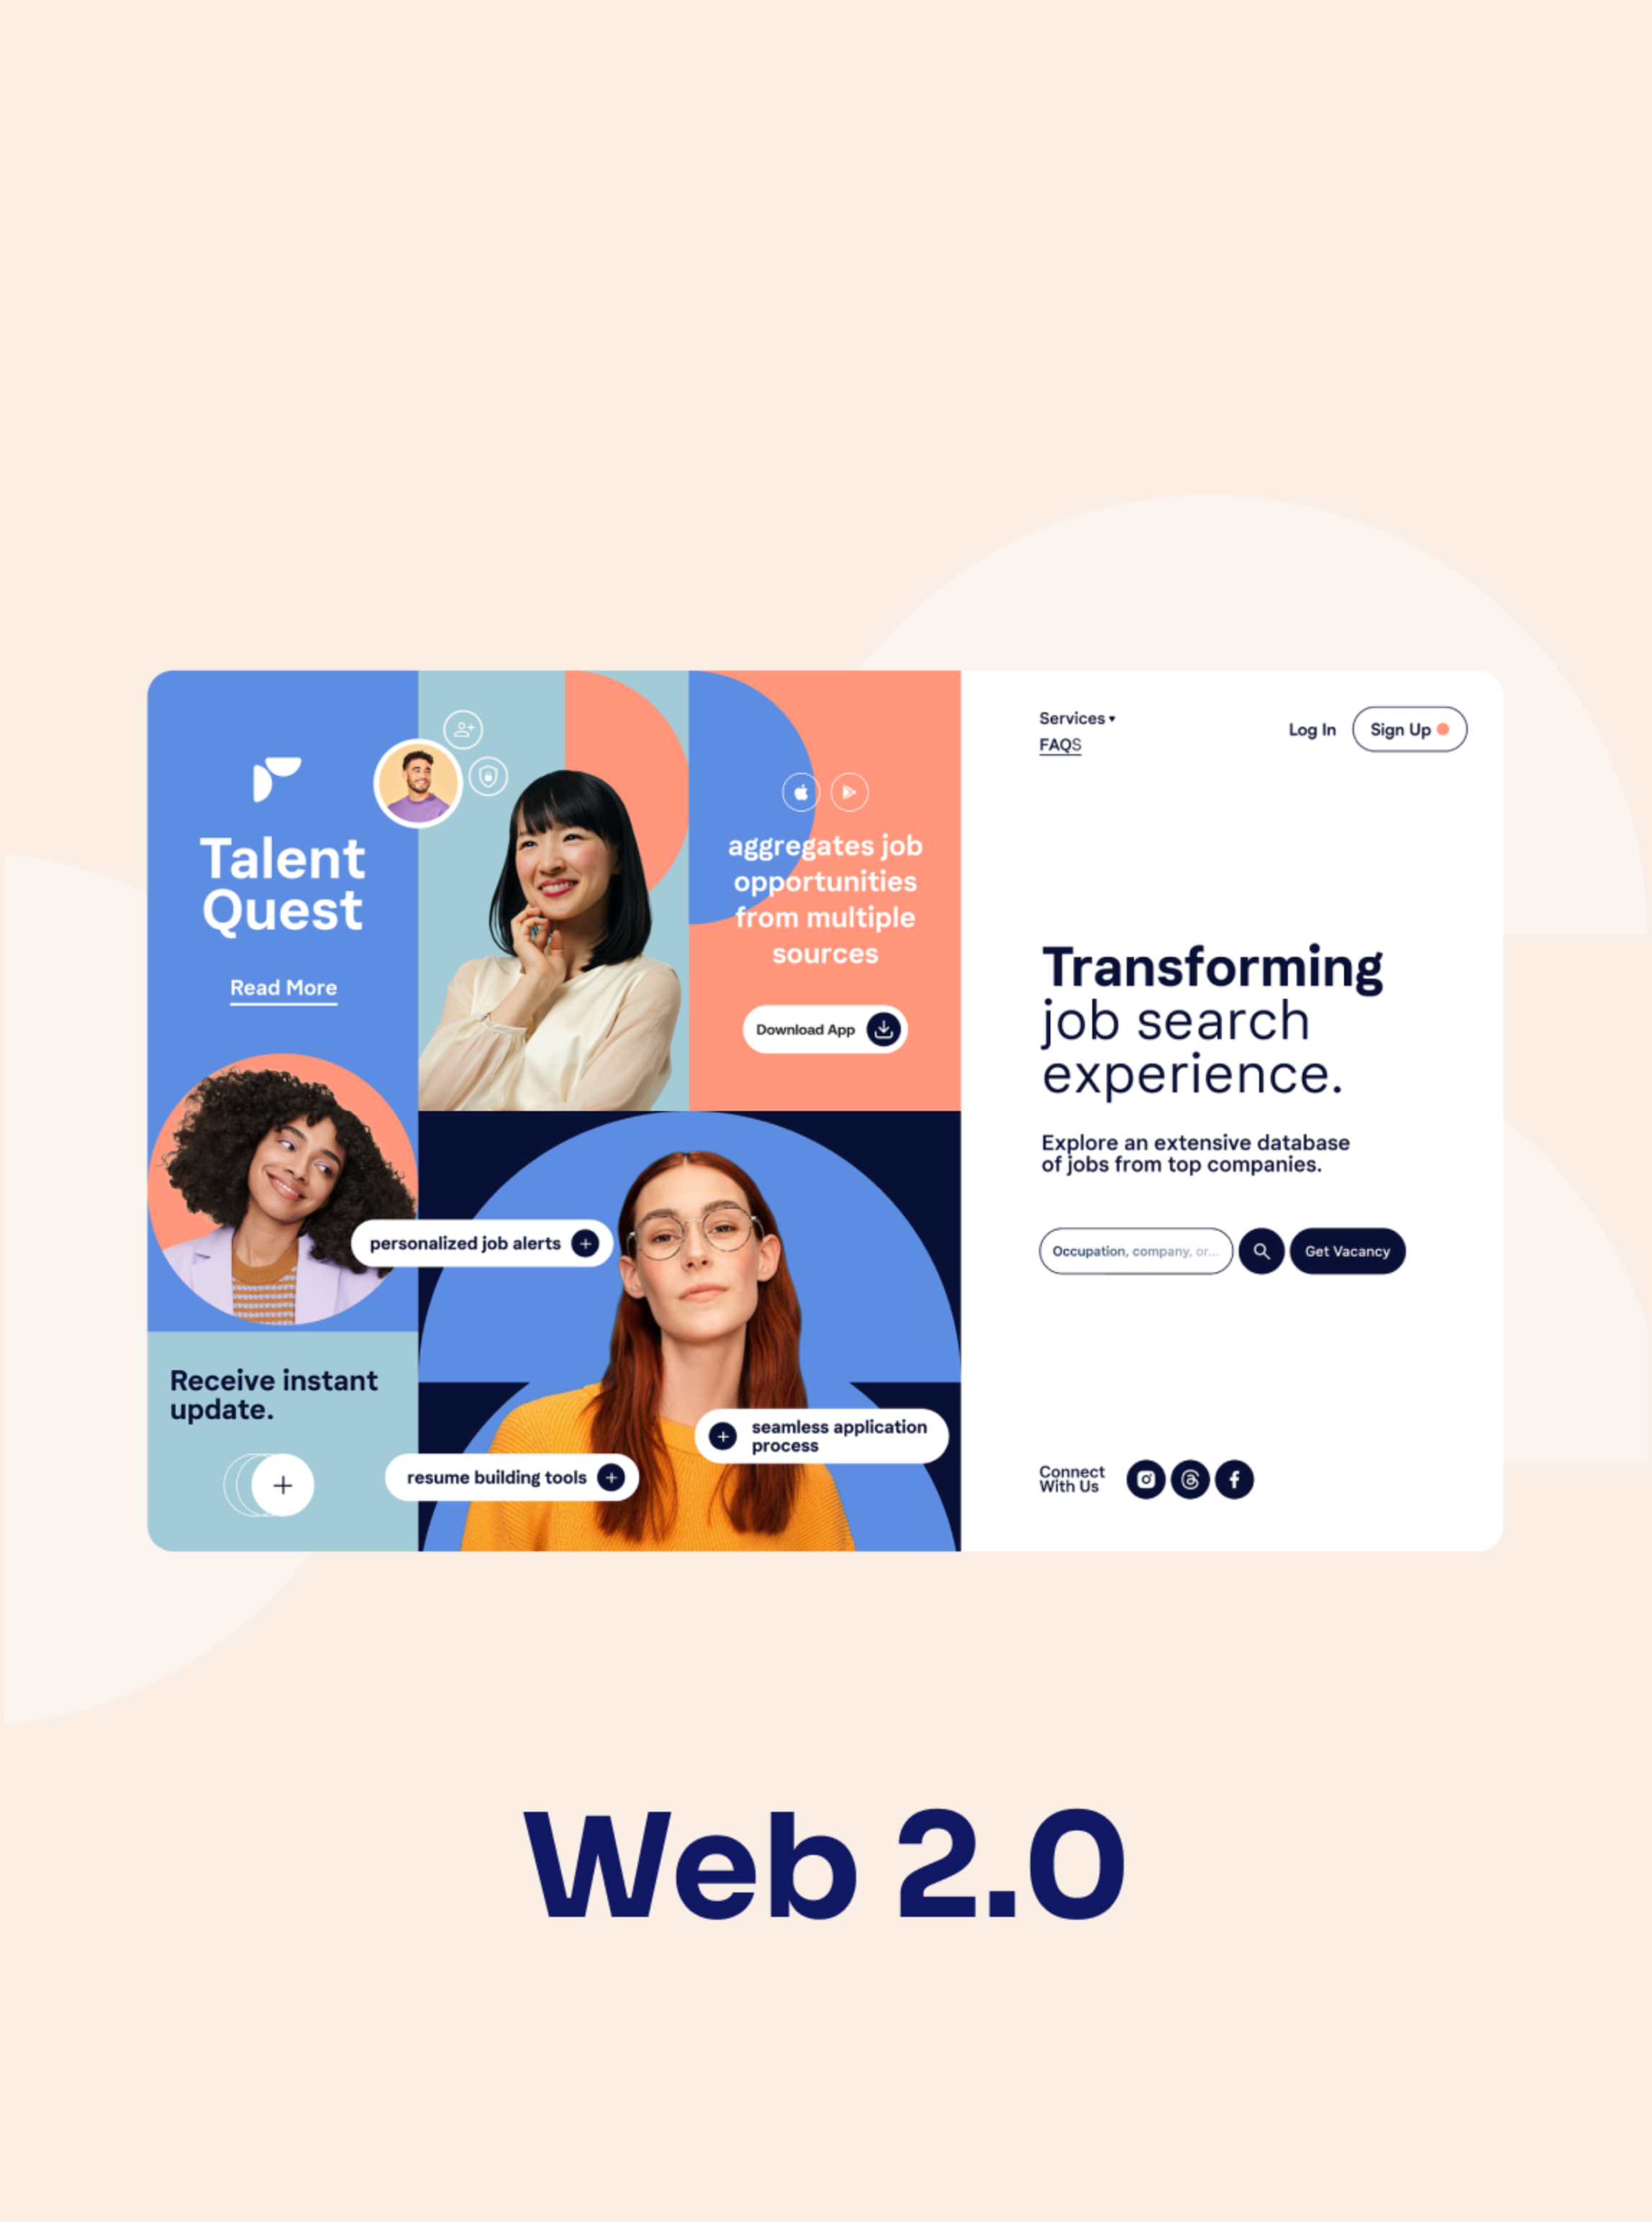 Talent
Quest
Read More
aggregates job
opportunities
from multiple
sources
Download App
personalized job alerts
Receive instant
update.
resume building tools
seamless application
process
Services
FAQS
Log In
Sign Up
Transforming
job search
experience.
Explore an extensive database
of jobs from top companies.
Occupation, company, or...
Get Vacancy
Connect
With Us
Web 2.0